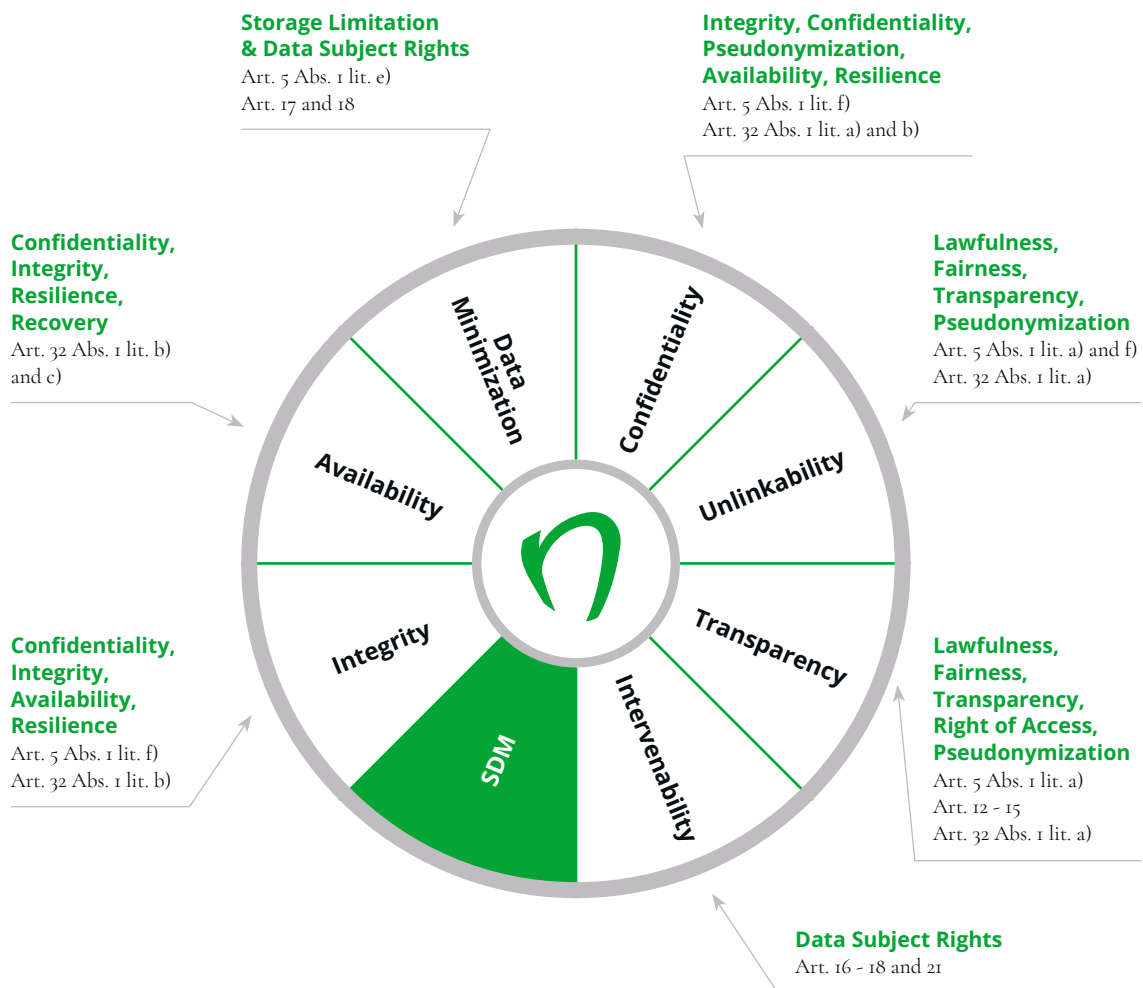 Storage Limitation
& Data Subject Rights
Art. 5 Abs. 1 lit. e)
Art. 17 and 18
Integrity, Confidentiality,
Pseudonymization,
Availability, Resilience
Art. 5 Abs. 1 lit. f)
Art. 32 Abs. 1 lit. a) and b)
Confidentiality,
Integrity,
Resilience,
Recovery
Art. 32 Abs. 1 lit. b)
and c)
Lawfulness,
Fairness,
Transparency,
Pseudonymization
Art. 5 Abs. 1 lit. a) and f)
Art. 32 Abs. 1 lit. a)
Data
Minimization
Confidentiality
Availability
Unlinkability
Integrity
Transparency
SDM
Intervenability
Confidentiality,
Integrity,
Availability,
Resilience
Art. 5 Abs. 1 lit. f)
Art. 32 Abs. 1 lit. b)
Lawfulness,
Fairness,
Transparency,
Right of Access,
Pseudonymization
Art. 5 Abs. 1 lit. a)
Art. 12 - 15
Art. 32 Abs. 1 lit. a)
Data Subject Rights
Art. 16 - 18 and 21